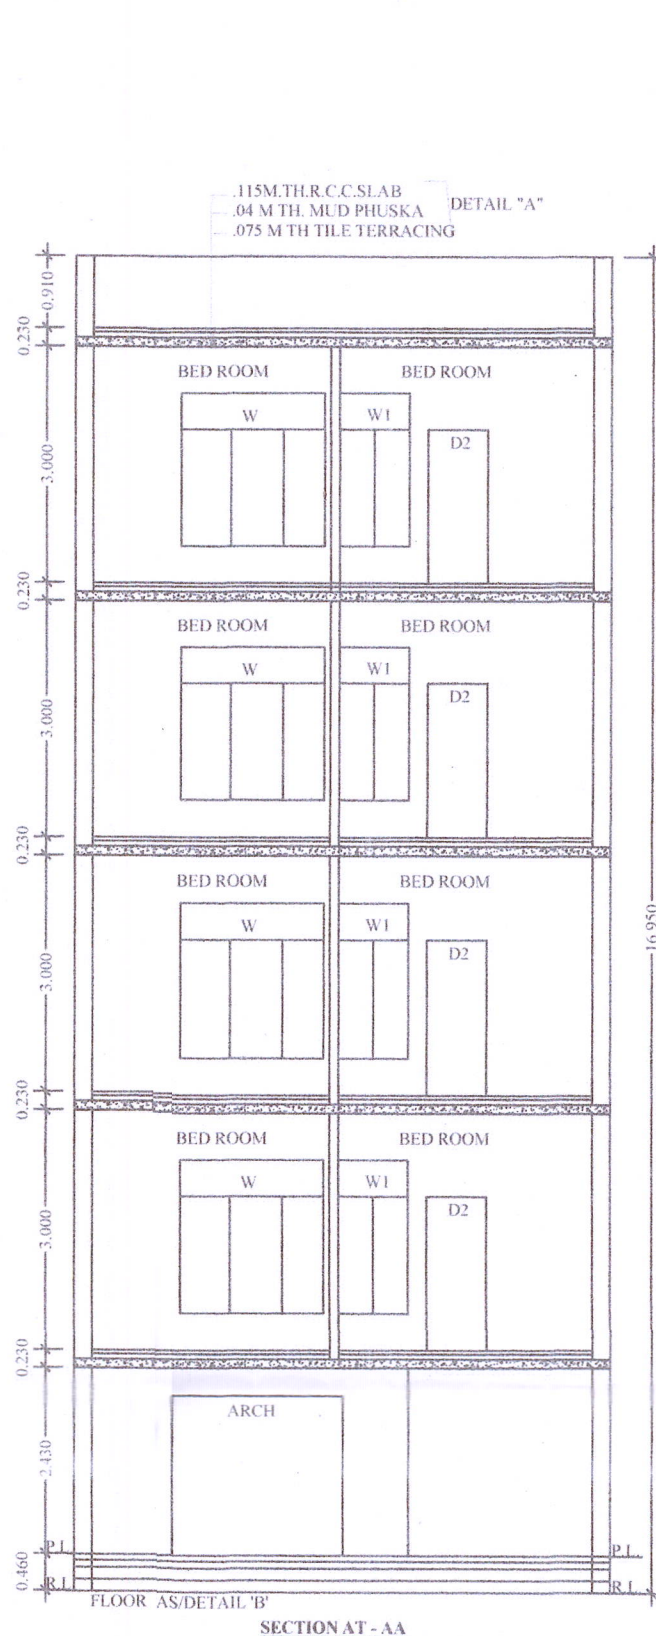 .115M.TH.R.C.C.SLAB
.04 M TH. MUD PHUSKA
.075 M TH TILE TERRACING
DETAIL "A"
0.910
0.230
BED ROOM BED ROOM
W W1 D2
3.000
0.230
BED ROOM BED ROOM
W W1 D2
3.000
0.230
BED ROOM BED ROOM
W W1 D2
3.000
16.950
0.230
BED ROOM BED ROOM
W W1 D2
3.000
0.230
ARCH
2.430
P.L P.L
0.460
R.L R.L
FLOOR AS/DETAIL 'B'
SECTION AT - AA